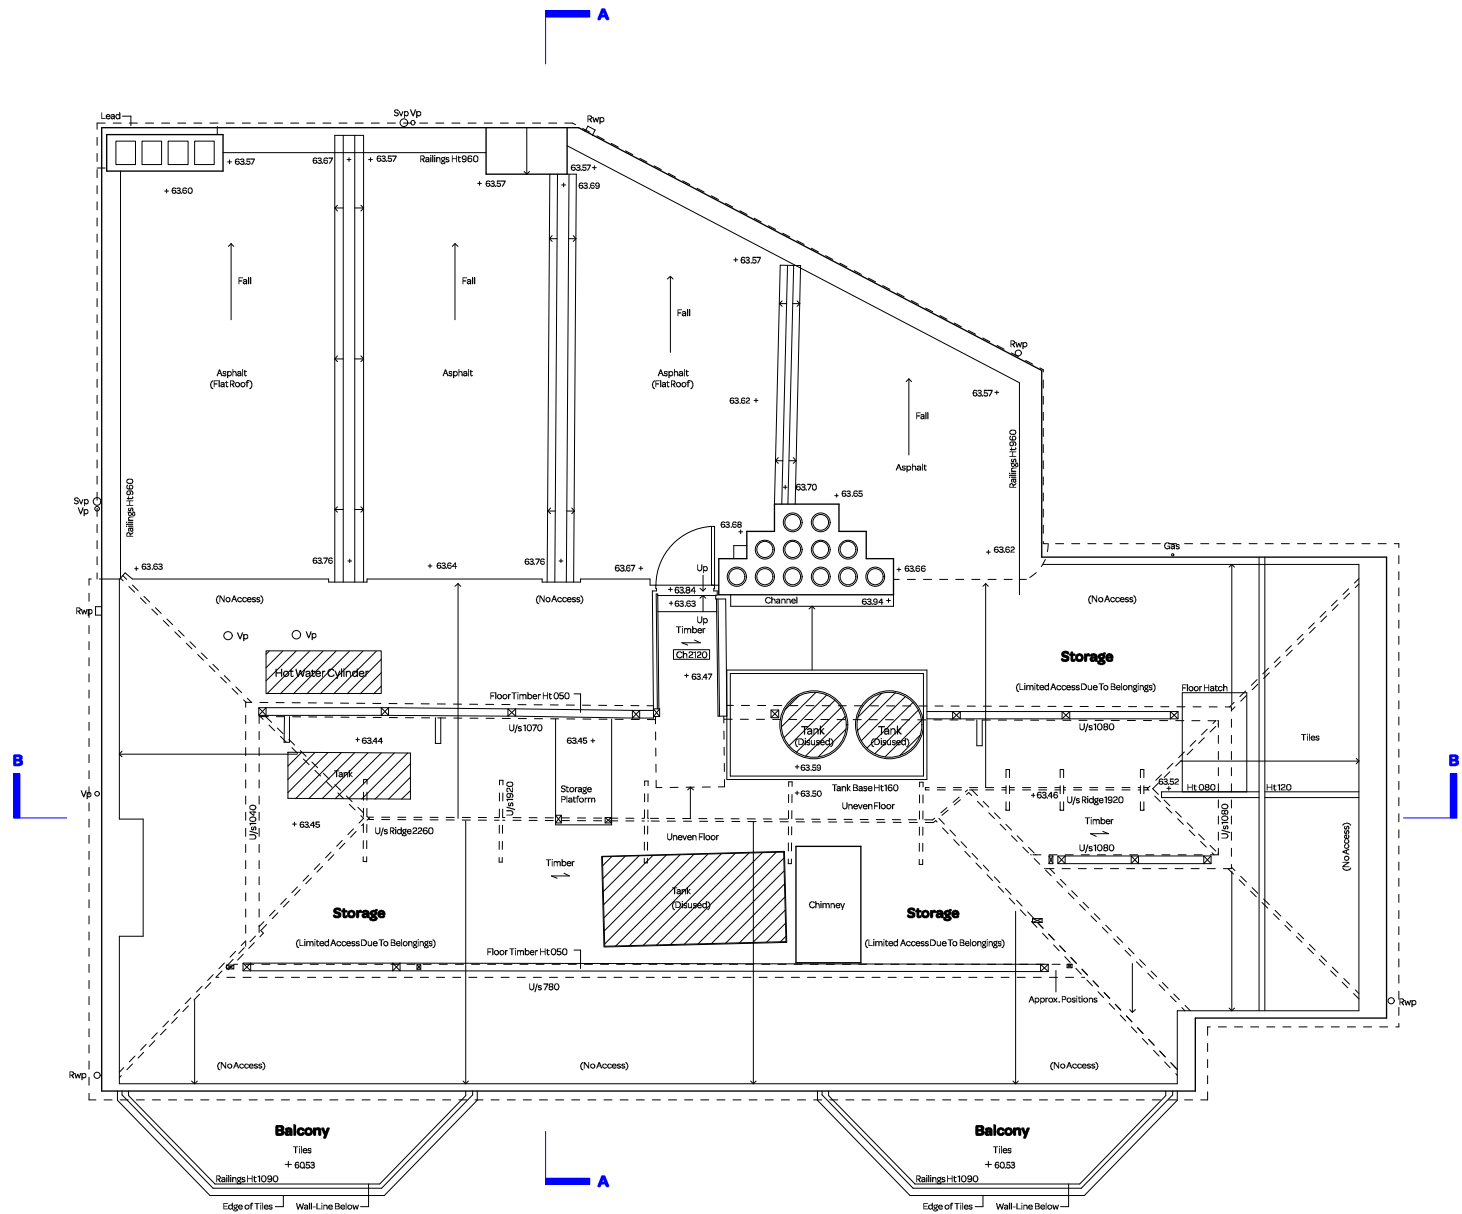 A
Lead
Svp Vp
Rwp
+ 63.57
63.67 +
+ 63.57
Railings Ht 960
63.57 +
+ 63.60
+ 63.57
+ 63.69
+ 63.57
Fall
Fall
Fall
Rwp
Asphalt
(Flat Roof)
Asphalt
Asphalt
(Flat Roof)
63.62 +
63.57 +
Fall
Railings Ht 960
Asphalt
Railings Ht 960
Svp
Vp
+ 63.70
+ 63.65
63.68
+
63.76 +
+ 63.64
63.76 +
63.67 +
+ 63.63
Up
+ 63.66
+ 63.62
Gas
(No Access)
(No Access)
+ 63.84
+ 63.63
Channel
63.94 +
(No Access)
Rwp
Up
Vp
Vp
Timber
Ch 2120
Storage
Hot Water Cylinder
+ 63.47
(Limited Access Due To Belongings)
Floor Hatch
Floor Timber Ht 050
U/s 1070
U/s 1080
+ 63.44
63.45 +
Tank
(Disused)
Tank
(Disused)
Tiles
B
B
Tank
+ 63.59
63.52
+
Vp
U/s 1920
Storage
Platform
Tank Base Ht 160
+ 63.50
Uneven Floor
+ 63.46
U/s Ridge 1920
Ht 080
Ht 120
U/s 1040
+ 63.45
U/s Ridge 2260
Uneven Floor
Timber
U/s 1080
U/s 1080
(No Access)
Timber
Tank
(Disused)
Chimney
Storage
Storage
(Limited Access Due To Belongings)
(Limited Access Due To Belongings)
Floor Timber Ht 050
U/s 780
Approx. Positions
Rwp
(No Access)
(No Access)
(No Access)
Rwp
Balcony
Tiles
+ 60.53
Railings Ht 1090
Edge of Tiles
Wall-Line Below
Balcony
Tiles
+ 60.53
Railings Ht 1090
Edge of Tiles
Wall-Line Below
A